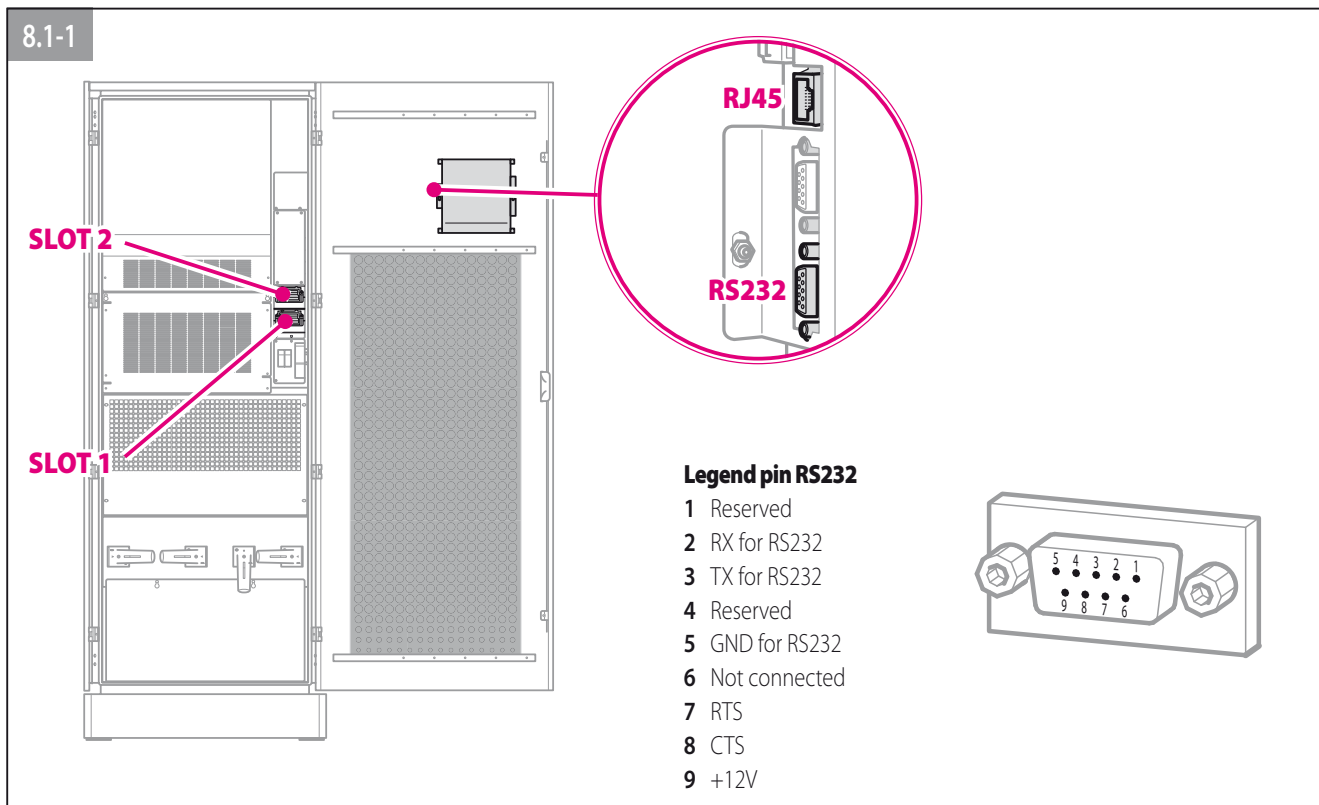 8.1-1
RJ45
SLOT 2
RS232
SLOT 1
Legend pin RS232
1 Reserved
2 RX for RS232
3 TX for RS232
4 Reserved
5 GND for RS232
6 Not connected
7 RTS
8 CTS
9 +12V
5 4 3 2 1
9 8 7 6